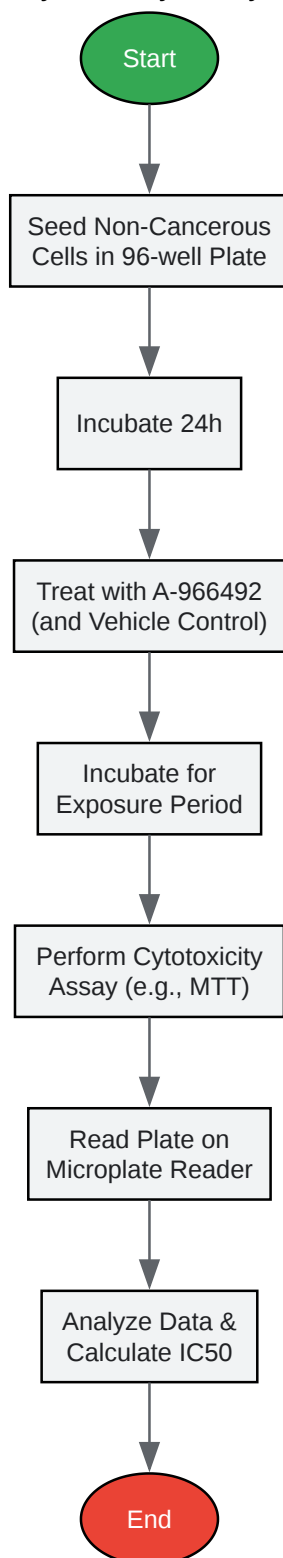 Start
Seed Non-Cancerous
Cells in 96-well Plate
Incubate 24h
Treat with A-966492
(and Vehicle Control)
Incubate for
Exposure Period
Perform Cytotoxicity
Assay (e.g., MTT)
Read Plate on
Microplate Reader
Analyze Data &
Calculate IC50
End